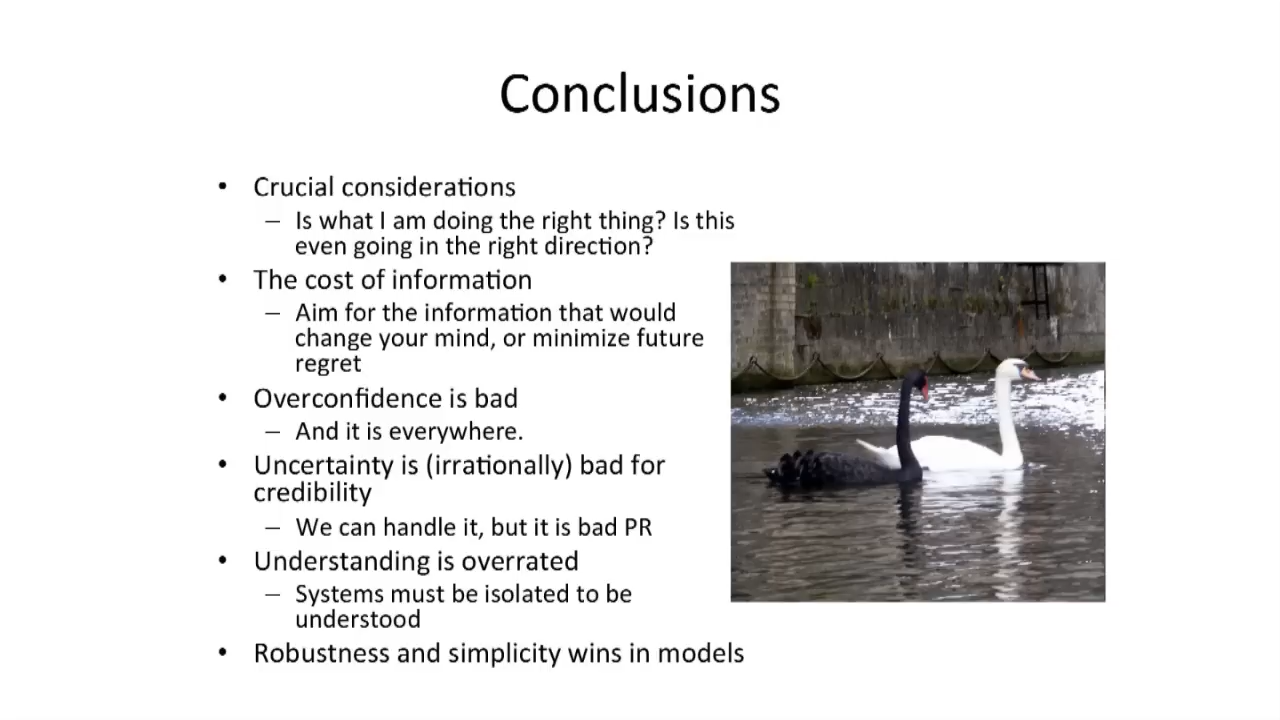 Conclusions
• Crucial considerations
– Is what I am doing the right thing? Is this
even going in the right direction?
• The cost of information
– Aim for the information that would
change your mind, or minimize future
regret
• Overconfidence is bad
– And it is everywhere.
• Uncertainty is (irrationally) bad for
credibility
– We can handle it, but it is bad PR
• Understanding is overrated
– Systems must be isolated to be
understood
• Robustness and simplicity wins in models